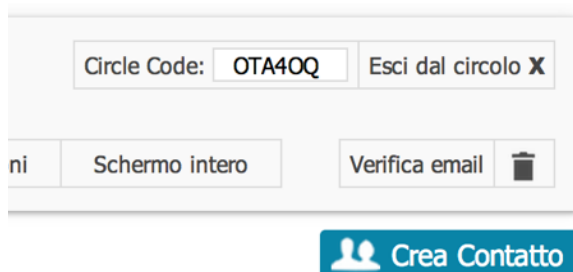 Circle Code: OTA4OQ Esci dal circolo X
ni Schermo intero Verifica email
Crea Contatto